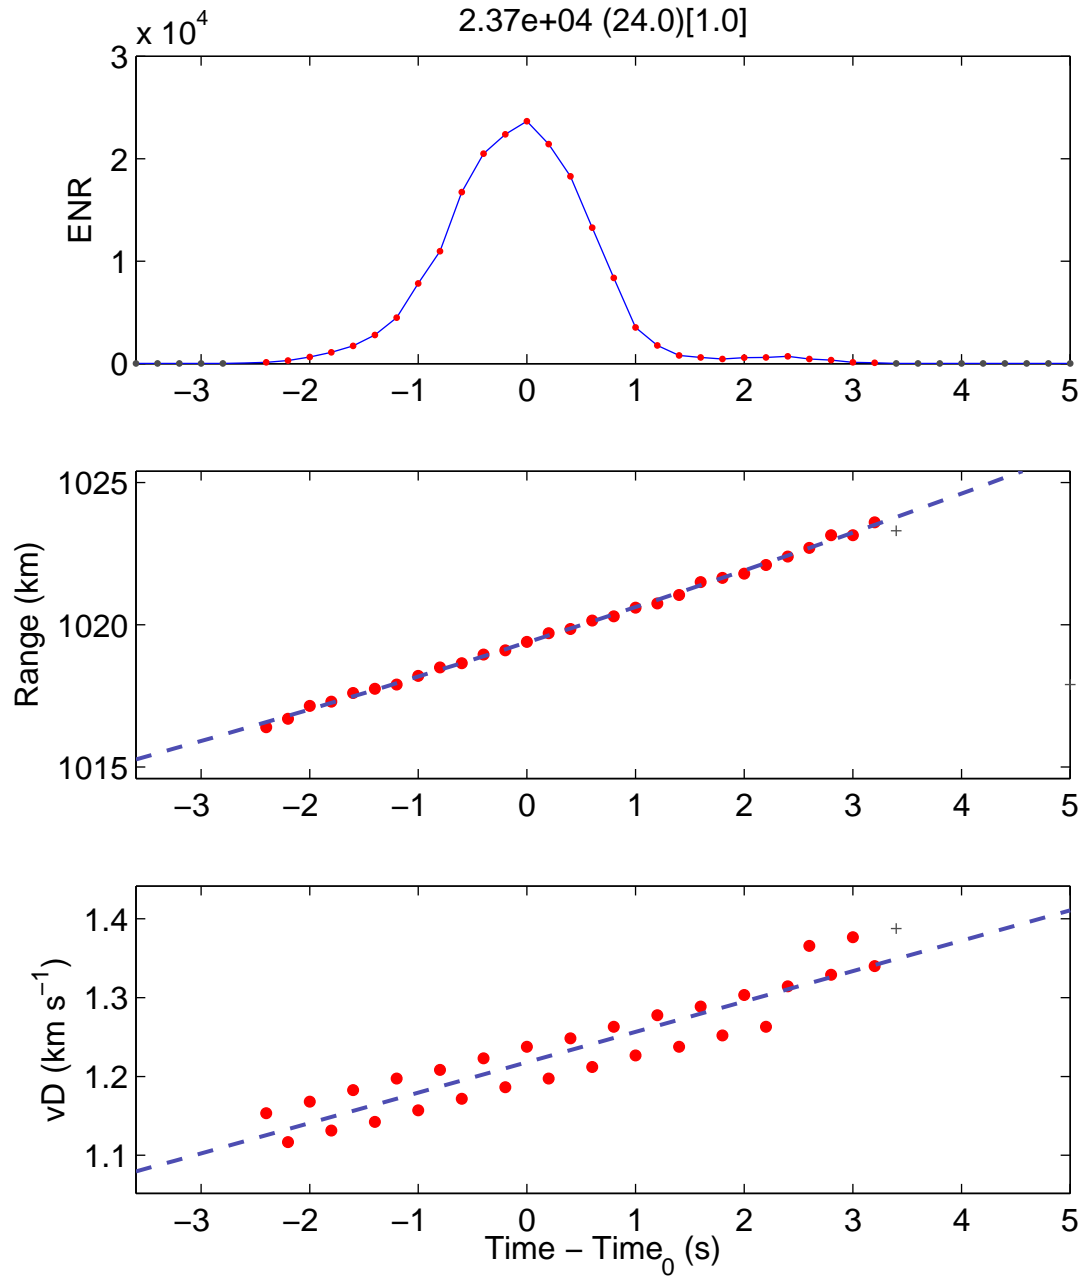 2.37e+04 (24.0)[1.0]
x 10^4
3
2
1
0
ENR
−3 −2 −1 0 1 2 3 4 5
1025
1020
1015
Range (km)
−3 −2 −1 0 1 2 3 4 5
1.4
1.3
1.2
1.1
vD (km s^−1)
−3 −2 −1 0 1 2 3 4 5
Time − Time_0 (s)